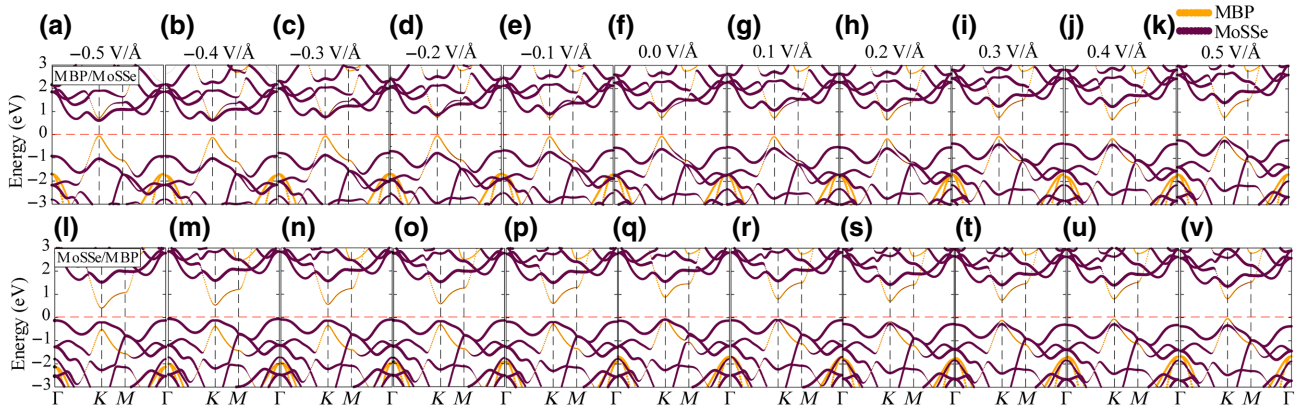 (a) (b) (c) (d) (e) (f) (g) (h) (i) (j) (k)
MBP
MoSSe
−0.5 V/Å −0.4 V/Å −0.3 V/Å −0.2 V/Å −0.1 V/Å 0.0 V/Å 0.1 V/Å 0.2 V/Å 0.3 V/Å 0.4 V/Å 0.5 V/Å
MBP/MoSSe
Energy (eV)
3
2
1
0
−1
−2
−3
(l) (m) (n) (o) (p) (q) (r) (s) (t) (u) (v)
MoSSe/MBP
Energy (eV)
3
2
1
0
−1
−2
−3
Γ K M Γ K M Γ K M Γ K M Γ K M Γ K M Γ K M Γ K M Γ K M Γ K M Γ K M Γ